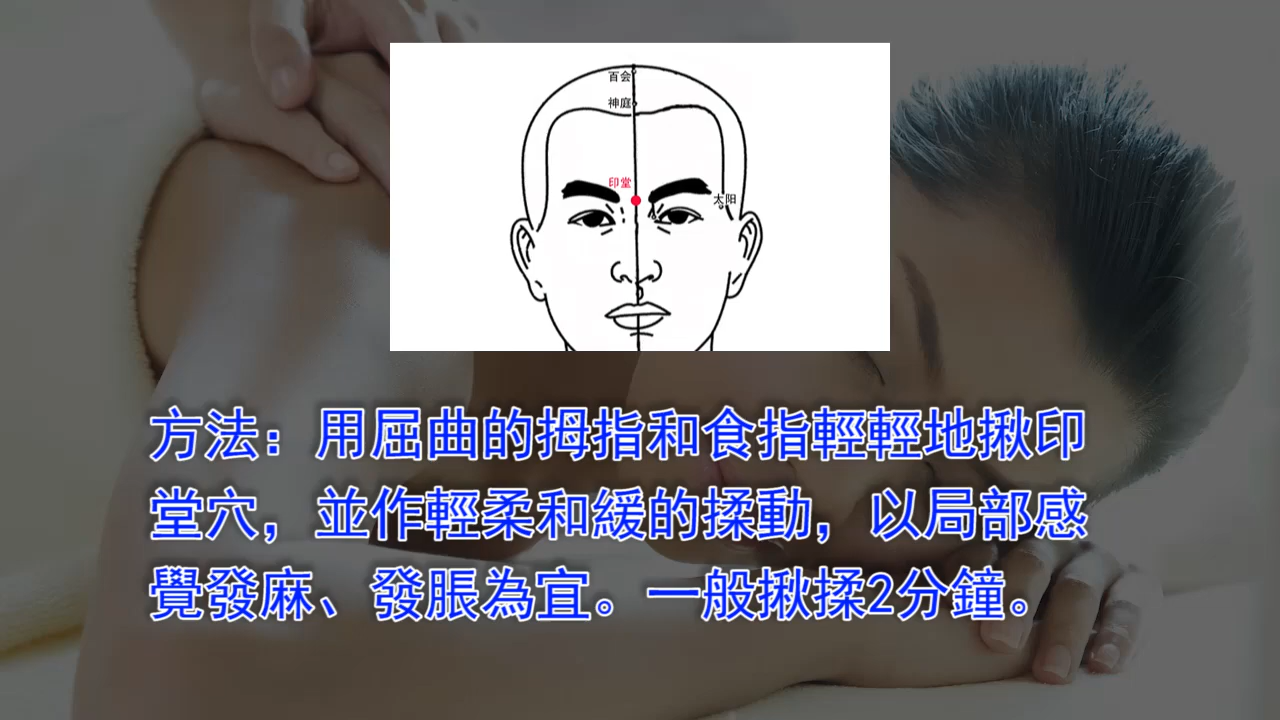 百会
神庭
印堂
太阳
方法：用屈曲的拇指和食指輕輕地揪印
堂穴，並作輕柔和緩的揉動，以局部感
覺發麻、發脹為宜。一般揪揉2分鐘。